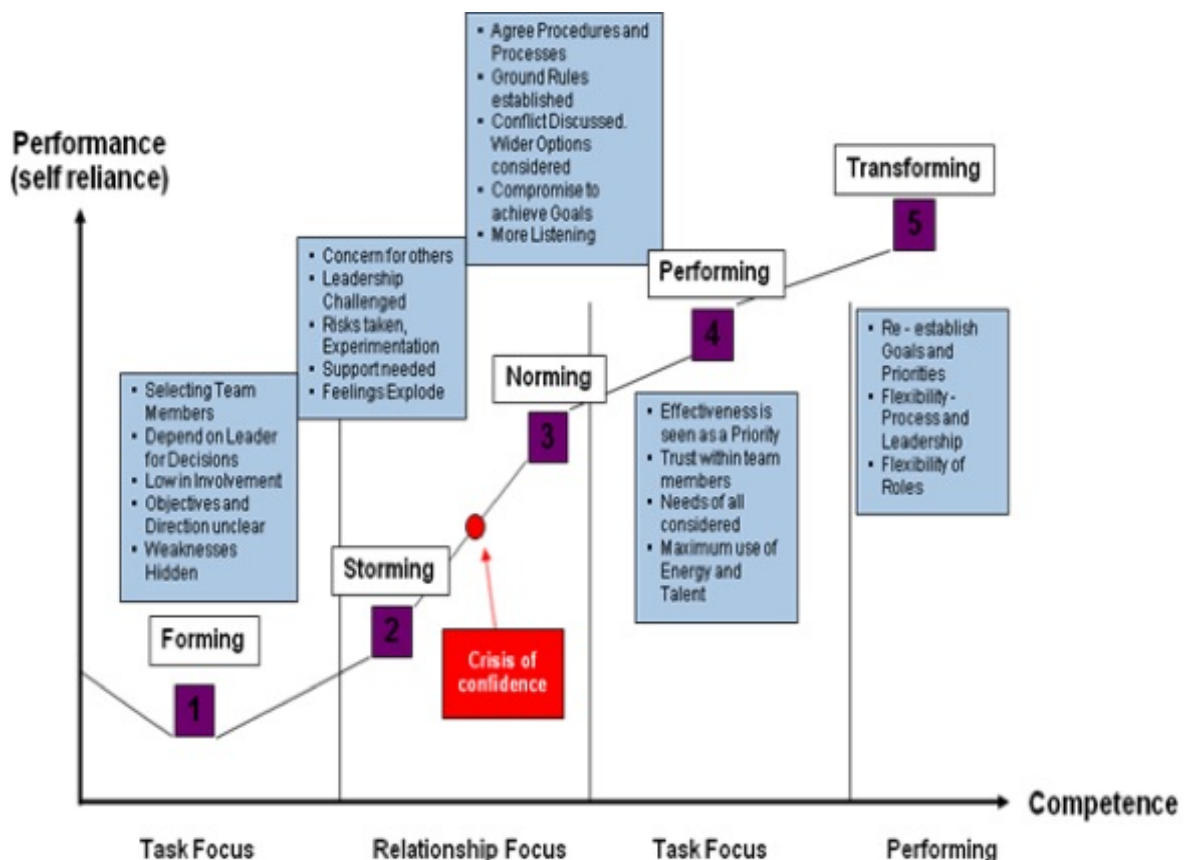 Performance
(self reliance)
▪ Agree Procedures and
Processes
▪ Ground Rules
established
▪ Conflict Discussed.
Wider Options
considered
▪ Compromise to
achieve Goals
▪ More Listening
Transforming
5
▪ Concern for others
▪ Leadership
Challenged
▪ Risks taken,
Experimentation
▪ Support needed
▪ Feelings Explode
Performing
4
▪ Re - establish
Goals and
Priorities
▪ Flexibility -
Process and
Leadership
▪ Flexibility of
Roles
▪ Selecting Team
Members
▪ Depend on Leader
for Decisions
▪ Low in Involvement
▪ Objectives and
Direction unclear
▪ Weaknesses
Hidden
Norming
3
▪ Effectiveness is
seen as a Priority
▪ Trust within team
members
▪ Needs of all
considered
▪ Maximum use of
Energy and
Talent
Storming
2
Forming
1
Crisis of
confidence
Competence
Task Focus
Relationship Focus
Task Focus
Performing